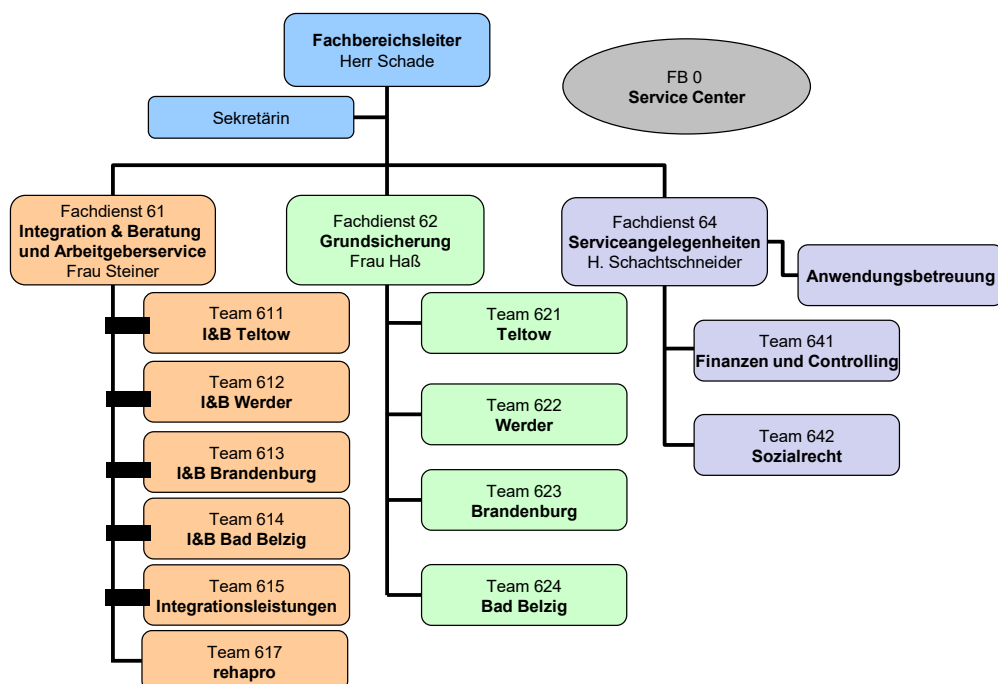 Fachbereichsleiter
Herr Schade
FB 0
Service Center
Sekretärin
Fachdienst 61
Integration & Beratung
und Arbeitgeberservice
Frau Steiner
Fachdienst 62
Grundsicherung
Frau Haß
Fachdienst 64
Serviceangelegenheiten
H. Schachtschneider
Anwendungsbetreuung
Team 611
I&B Teltow
Team 612
I&B Werder
Team 613
I&B Brandenburg
Team 614
I&B Bad Belzig
Team 615
Integrationsleistungen
Team 617
rehapro
Team 621
Teltow
Team 622
Werder
Team 623
Brandenburg
Team 624
Bad Belzig
Team 641
Finanzen und Controlling
Team 642
Sozialrecht